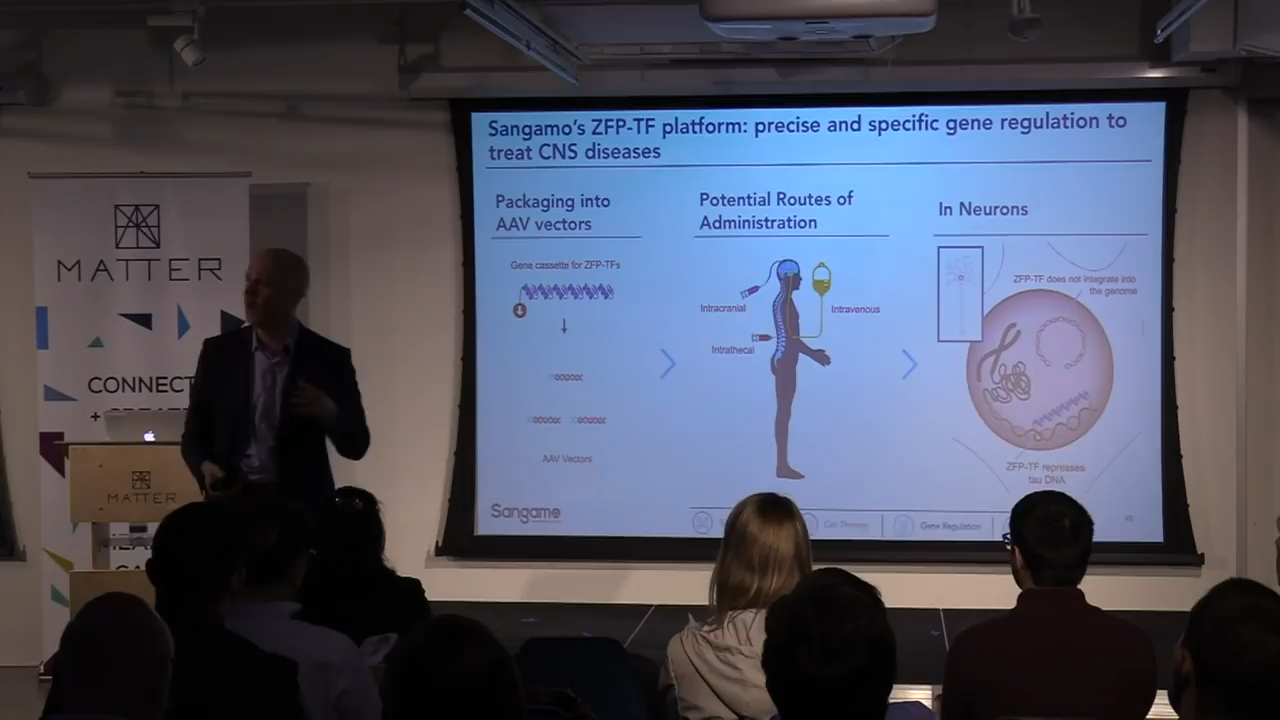 Sangamo's ZFP-TF platform: precise and specific gene regulation to
treat CNS diseases
Packaging into
AAV vectors
Gene cassette for ZFP-TFs
AAV Vectors
Potential Routes of
Administration
Intracranial
Intravenous
Intrathecal
In Neurons
ZFP-TF does not integrate into
the genome
ZFP-TF represses
tau DNA
Sangamo
Cell Therapy
Gene Regulation
MATTER
CONNECT
MATTER